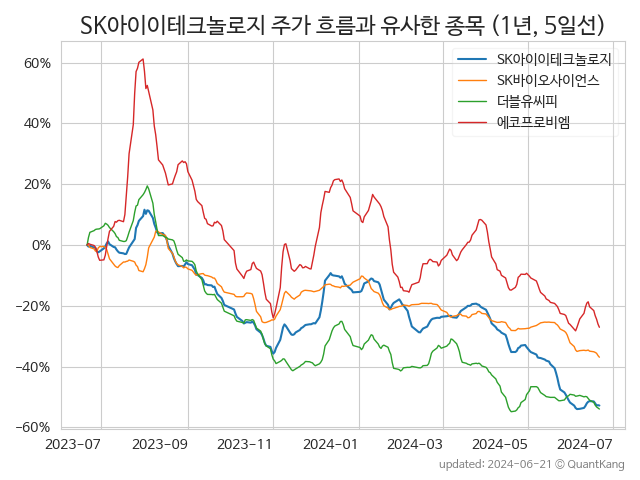 SK아이이테크놀로지 주가 흐름과 유사한 종목 (1년, 5일선)
SK아이이테크놀로지
SK바이오사이언스
더블유씨피
에코프로비엠
60%
40%
20%
0%
−20%
−40%
−60%
2023-07
2023-09
2023-11
2024-01
2024-03
2024-05
2024-07
updated: 2024-06-21 © QuantKang